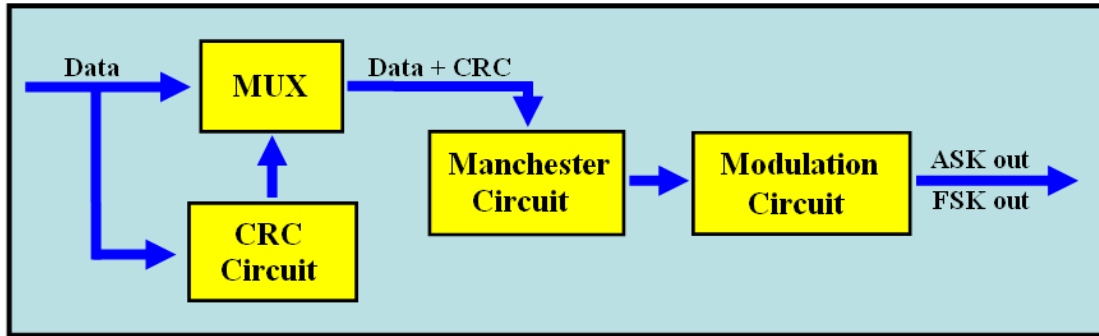 Data
MUX
Data + CRC
CRC
Circuit
Manchester
Circuit
Modulation
Circuit
ASK out
FSK out